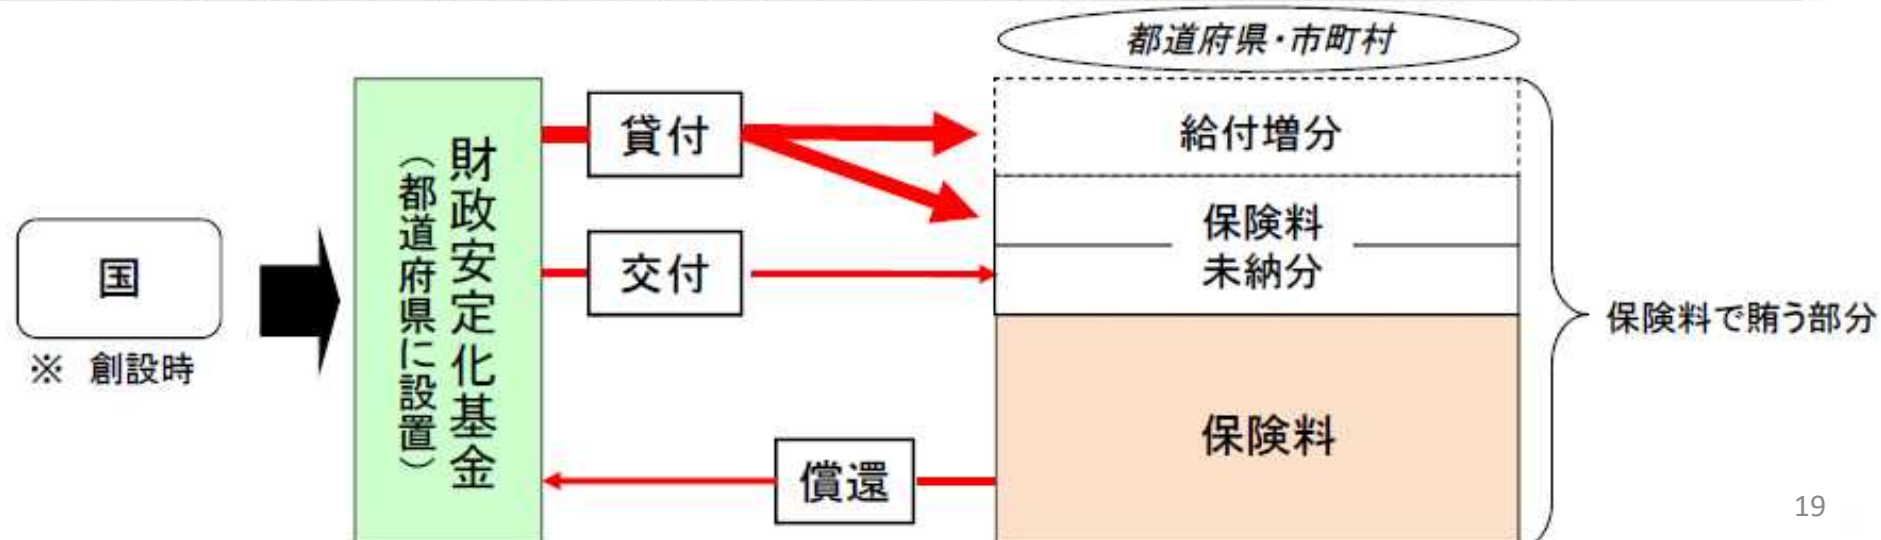 都道府県・市町村
国
※ 創設時
財政安定化基金
（都道府県に設置）
貸付
交付
償還
給付増分
保険料
未納分
保険料
保険料で賄う部分
19